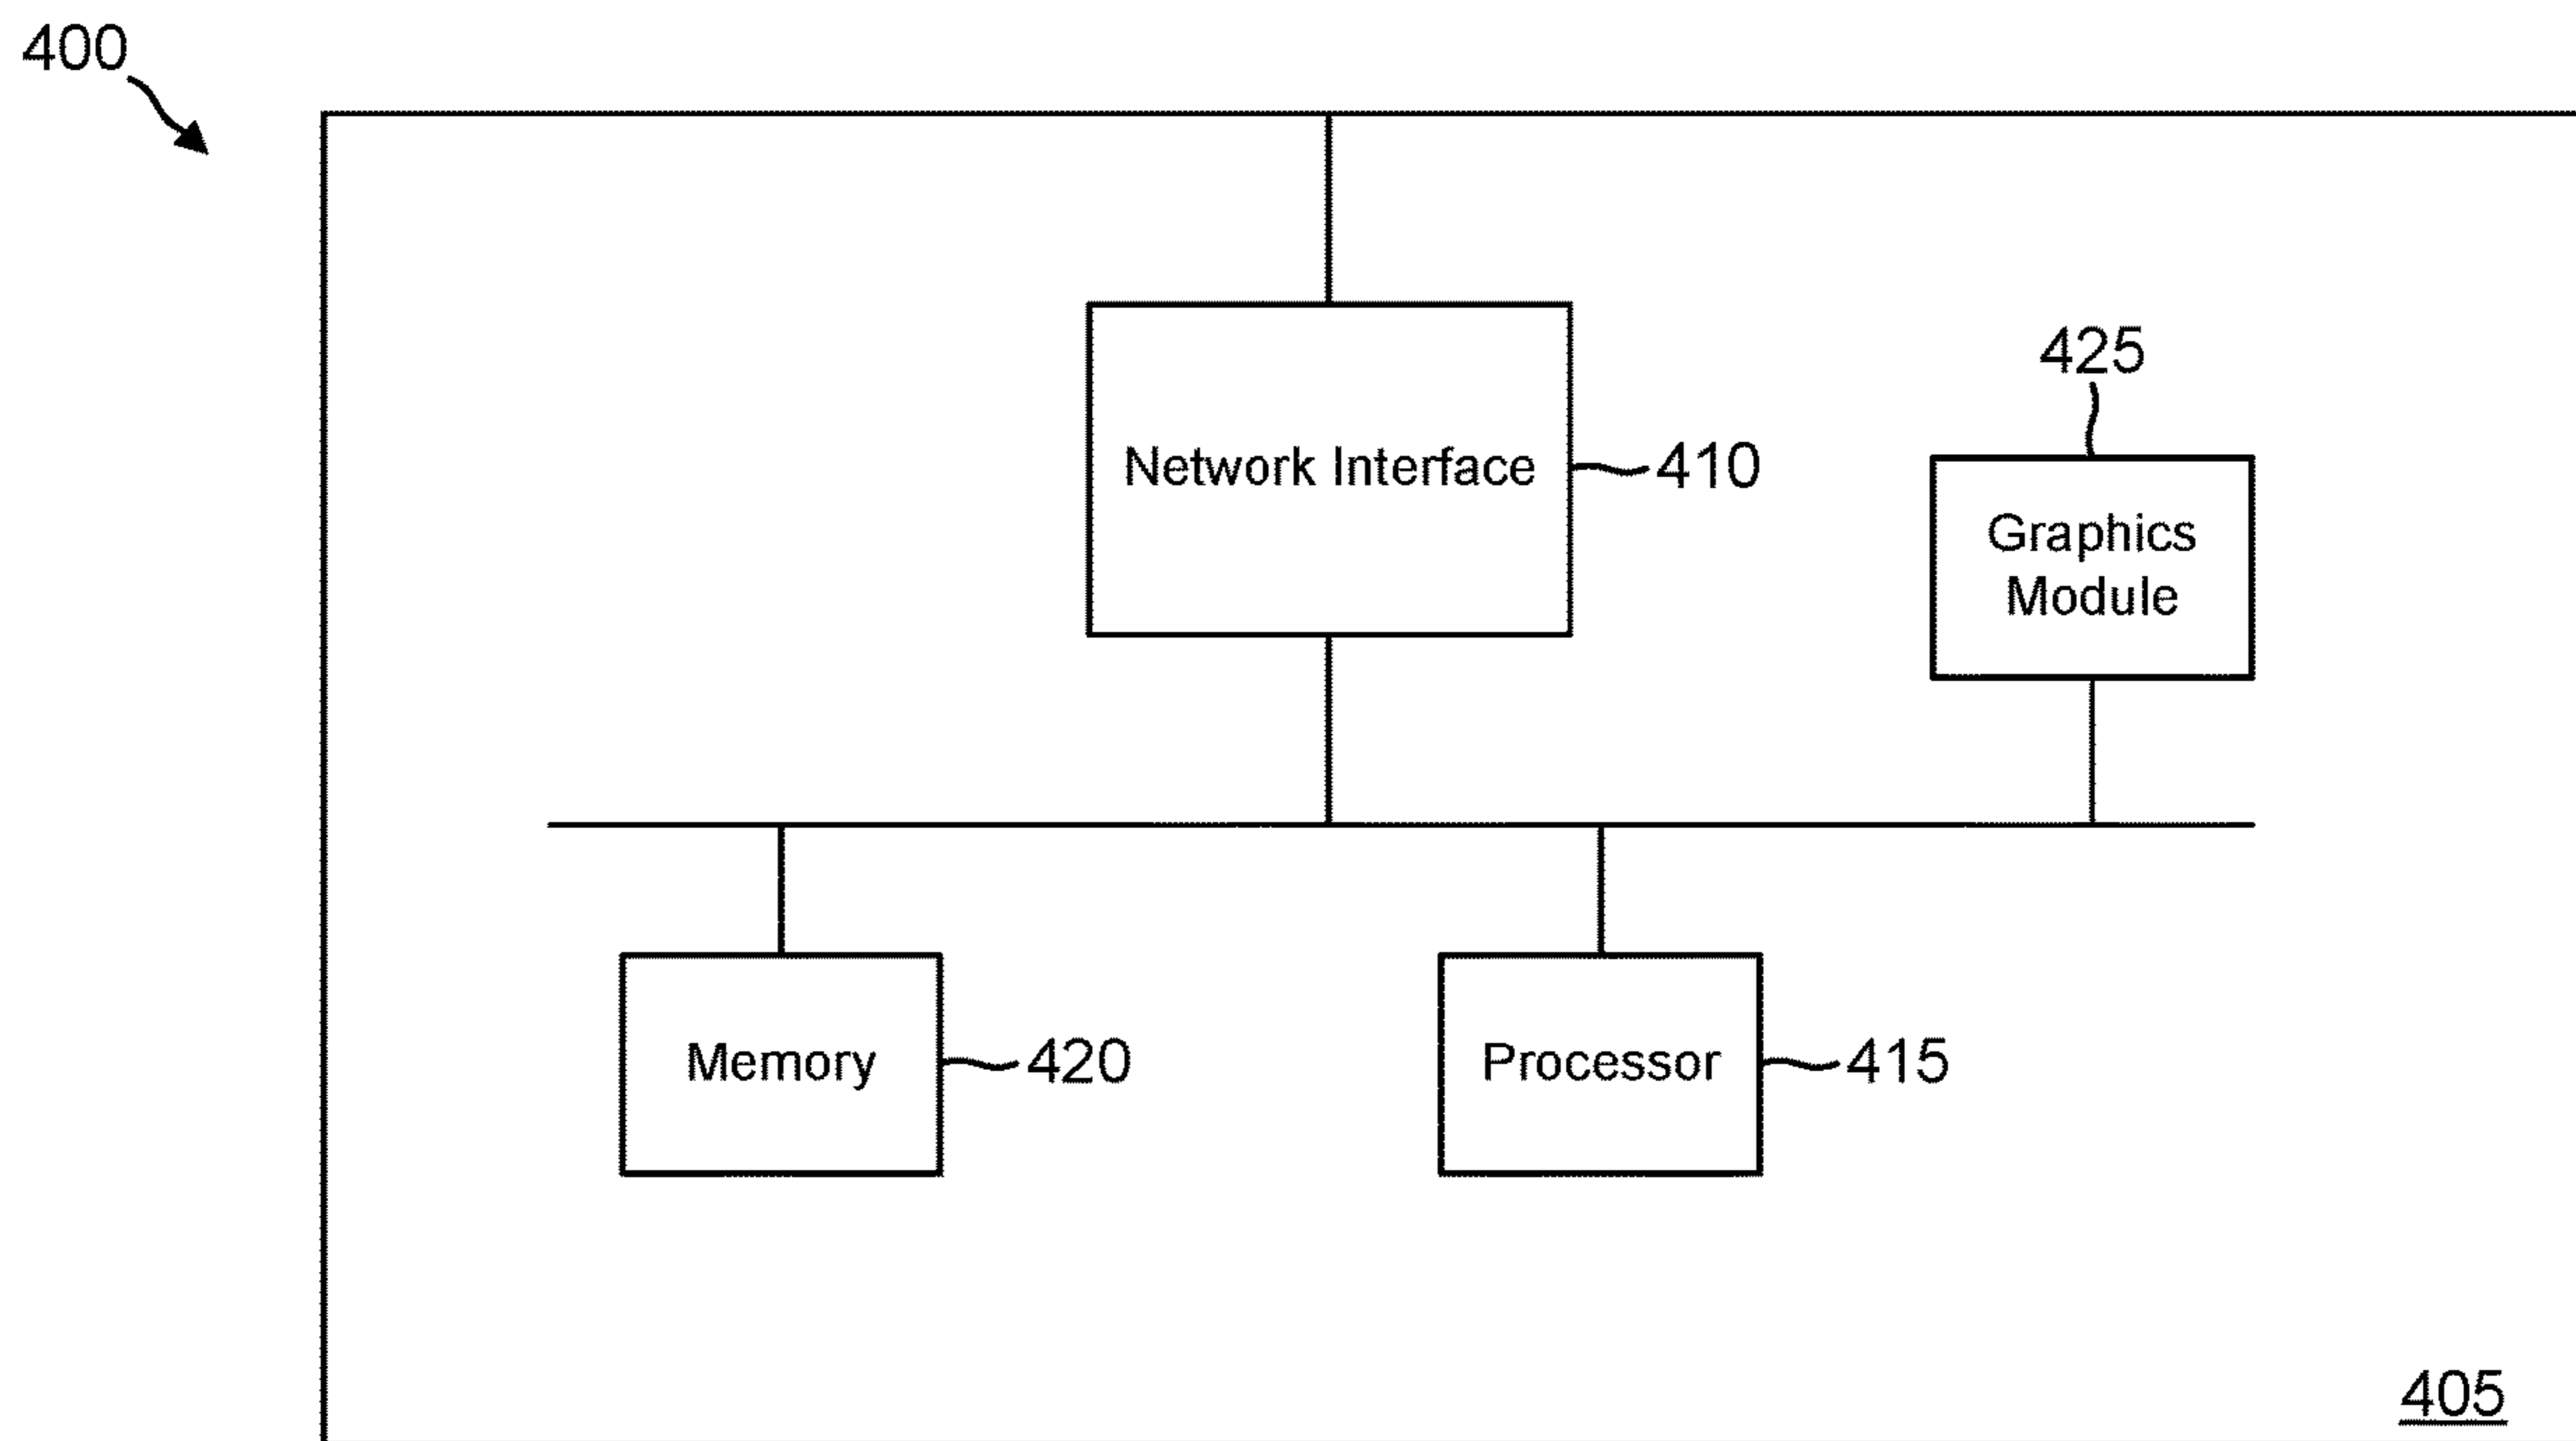 400
Network Interface
410
425
Graphics
Module
Memory
420
Processor
415
405